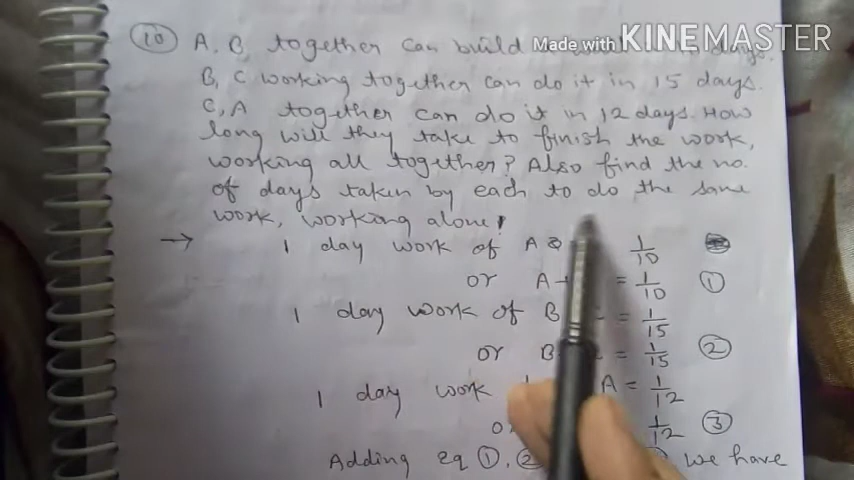 Made with KINEMASTER
10 A, B, together can build
B, C working together can do it in 15 days.
C, A together can do it in 12 days. How
long will they take to finish the work,
working all together? Also find the no.
of days taken by each to do the same
work, working alone!
→ 1 day work of A 1/10
or A+ = 1/10 ①
1 day work of B = 1/15
or B = 1/15 ②
1 day work A = 1/12
1/12 ③
Adding eq ①, ② we have